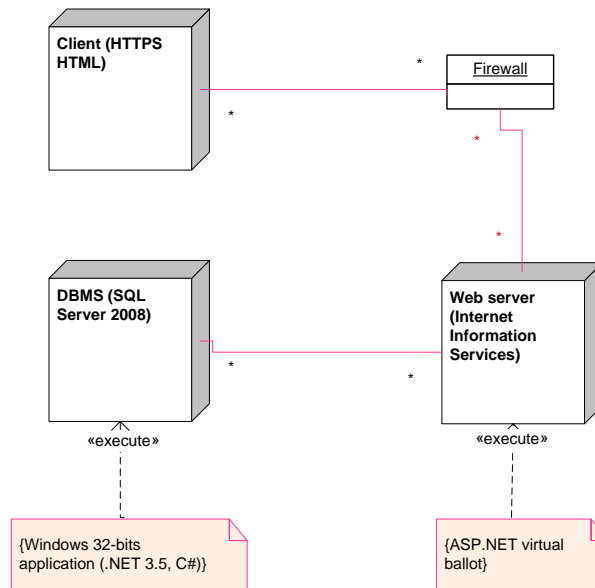 Client (HTTPS
HTML)
*
Firewall
*
*
*
DBMS (SQL
Server 2008)
Web server
(Internet
Information
Services)
*
*
«execute»
«execute»
{Windows 32-bits
application (.NET 3.5, C#)}
{ASP.NET virtual
ballot}